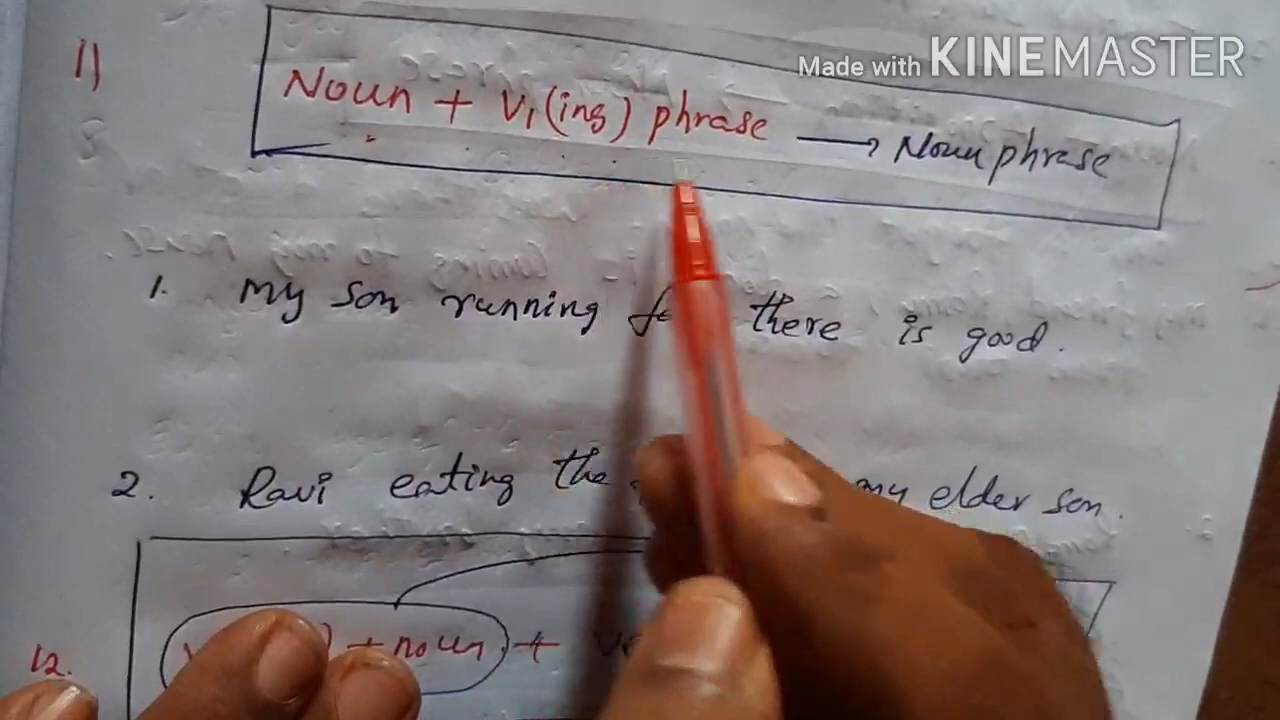 Made with KINEMASTER
11)
Noun + V₁(ing) phrase → Noun phrase
1. my son running there is good.
2. Ravi eating the my elder son.
12.
+ noun +